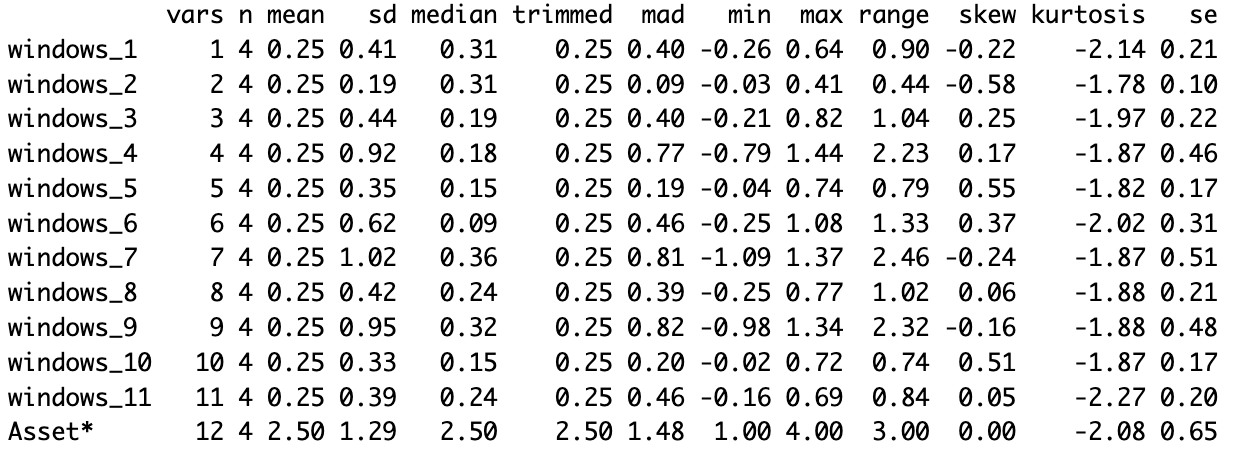 vars n mean sd median trimmed mad min max range skew kurtosis se
windows_1 1 4 0.25 0.41 0.31 0.25 0.40 -0.26 0.64 0.90 -0.22 -2.14 0.21
windows_2 2 4 0.25 0.19 0.31 0.25 0.09 -0.03 0.41 0.44 -0.58 -1.78 0.10
windows_3 3 4 0.25 0.44 0.19 0.25 0.40 -0.21 0.82 1.04 0.25 -1.97 0.22
windows_4 4 4 0.25 0.92 0.18 0.25 0.77 -0.79 1.44 2.23 0.17 -1.87 0.46
windows_5 5 4 0.25 0.35 0.15 0.25 0.19 -0.04 0.74 0.79 0.55 -1.82 0.17
windows_6 6 4 0.25 0.62 0.09 0.25 0.46 -0.25 1.08 1.33 0.37 -2.02 0.31
windows_7 7 4 0.25 1.02 0.36 0.25 0.81 -1.09 1.37 2.46 -0.24 -1.87 0.51
windows_8 8 4 0.25 0.42 0.24 0.25 0.39 -0.25 0.77 1.02 0.06 -1.88 0.21
windows_9 9 4 0.25 0.95 0.32 0.25 0.82 -0.98 1.34 2.32 -0.16 -1.88 0.48
windows_10 10 4 0.25 0.33 0.15 0.25 0.20 -0.02 0.72 0.74 0.51 -1.87 0.17
windows_11 11 4 0.25 0.39 0.24 0.25 0.46 -0.16 0.69 0.84 0.05 -2.27 0.20
Asset* 12 4 2.50 1.29 2.50 2.50 1.48 1.00 4.00 3.00 0.00 -2.08 0.65